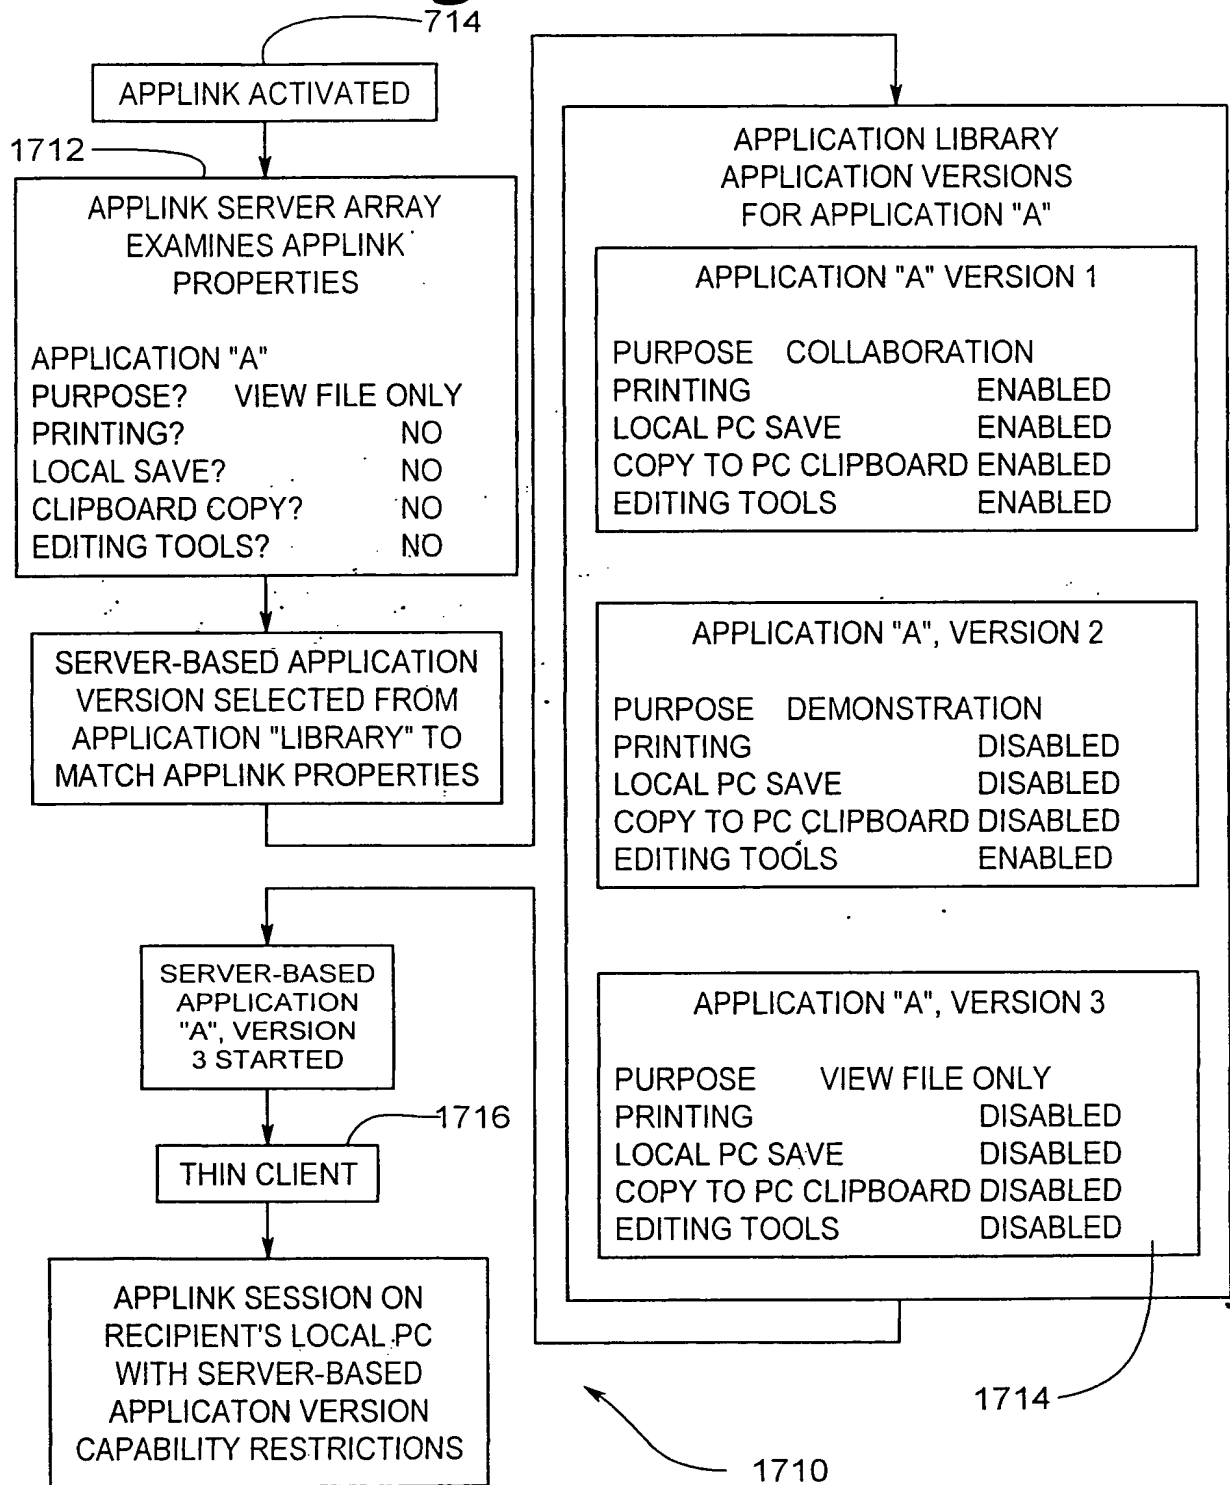 714
APPLINK ACTIVATED
1712
APPLINK SERVER ARRAY
EXAMINES APPLINK
PROPERTIES
APPLICATION "A"
PURPOSE? VIEW FILE ONLY
PRINTING? NO
LOCAL SAVE? NO
CLIPBOARD COPY? NO
EDITING TOOLS? NO
SERVER-BASED APPLICATION
VERSION SELECTED FROM
APPLICATION "LIBRARY" TO
MATCH APPLINK PROPERTIES
APPLICATION LIBRARY
APPLICATION VERSIONS
FOR APPLICATION "A"
APPLICATION "A" VERSION 1
PURPOSE COLLABORATION
PRINTING ENABLED
LOCAL PC SAVE ENABLED
COPY TO PC CLIPBOARD ENABLED
EDITING TOOLS ENABLED
APPLICATION "A", VERSION 2
PURPOSE DEMONSTRATION
PRINTING DISABLED
LOCAL PC SAVE DISABLED
COPY TO PC CLIPBOARD DISABLED
EDITING TOOLS ENABLED
APPLICATION "A", VERSION 3
PURPOSE VIEW FILE ONLY
PRINTING DISABLED
LOCAL PC SAVE DISABLED
COPY TO PC CLIPBOARD DISABLED
EDITING TOOLS DISABLED
1714
SERVER-BASED
APPLICATION
"A", VERSION
3 STARTED
1716
THIN CLIENT
APPLINK SESSION ON
RECIPIENT'S LOCAL PC
WITH SERVER-BASED
APPLICATON VERSION
CAPABILITY RESTRICTIONS
1710